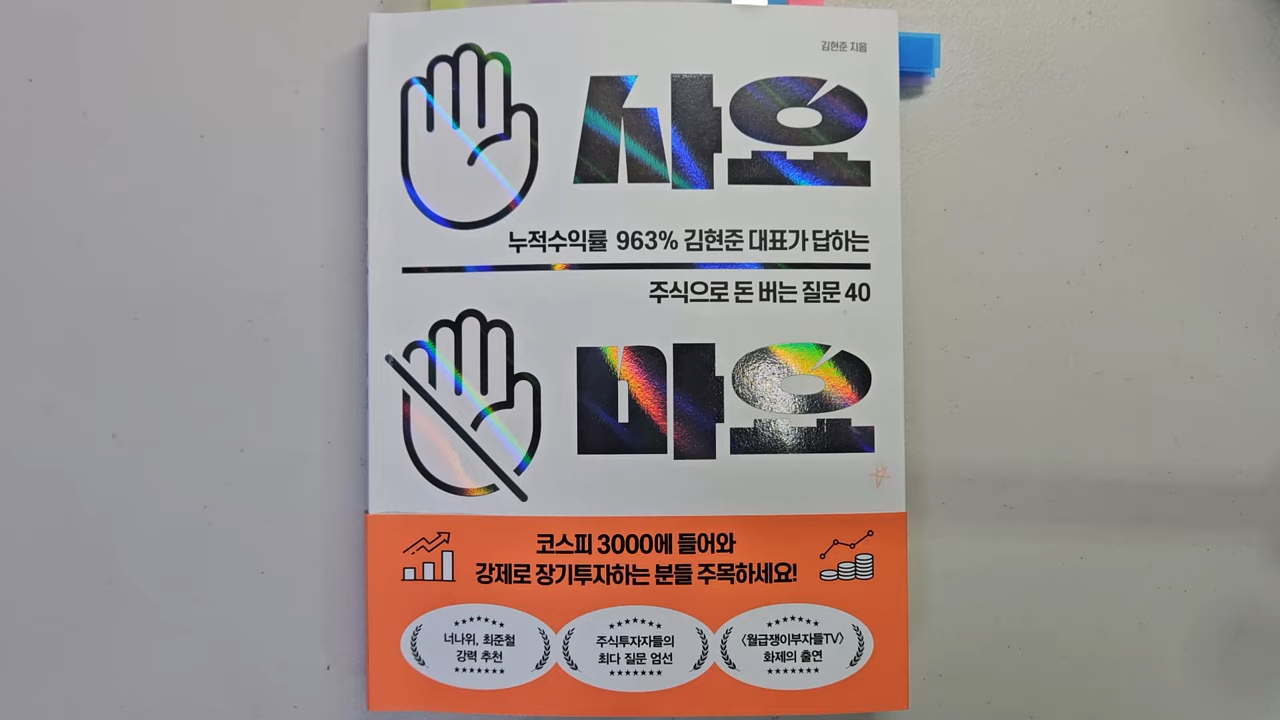 김현준 지음
사요
누적수익률 963% 김현준 대표가 답하는
주식으로 돈 버는 질문 40
마요
코스피 3000에 들어와
강제로 장기투자하는 분들 주목하세요!
너나위, 최준철
강력 추천
주식투자자들의
최다 질문 엄선
〈월급쟁이부자들TV〉
화제의 출연